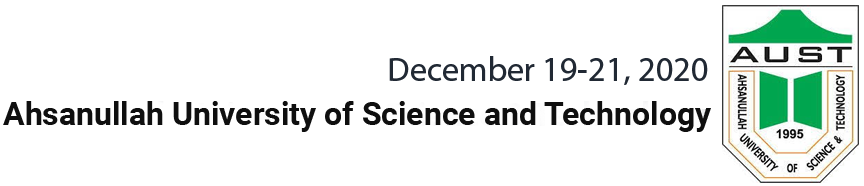 December 19-21, 2020
Ahsanullah University of Science and Technology
AUST
1995
AHSANULLAH UNIVERSITY OF SCIENCE & TECHNOLOGY